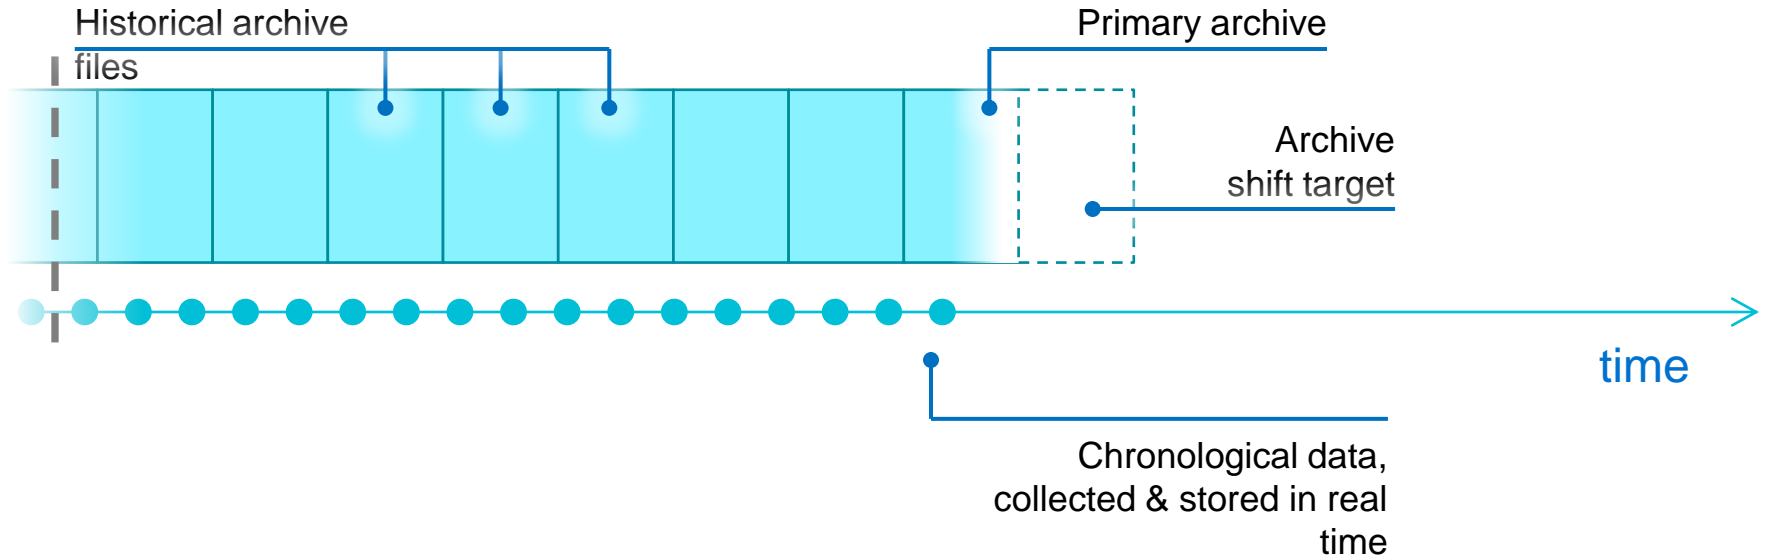 Historical archive
files
Primary archive
Archive
shift target
time
Chronological data,
collected & stored in real
time